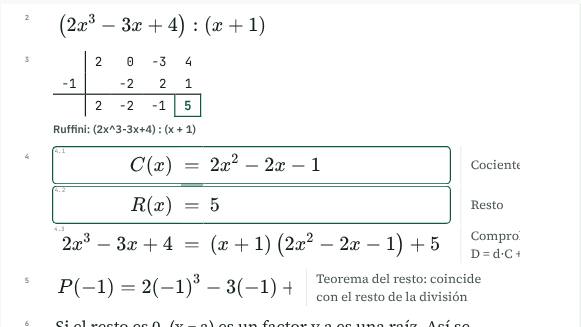 2
(2x³ − 3x + 4) : (x + 1)
3
2 0 -3 4
-1 -2 2 1
2 -2 -1 5
Ruffini: (2x^3-3x+4) : (x + 1)
4
4.1
C(x) = 2x² − 2x − 1
Cociente
4.2
R(x) = 5
Resto
4.3
2x³ − 3x + 4 = (x + 1) (2x² − 2x − 1) + 5
D = d·C +
5
P(−1) = 2(−1)³ − 3(−1) +
Teorema del resto: coincide
con el resto de la división
6
Si el resto es 0, (x − a) es un factor y a es una raíz. Así se